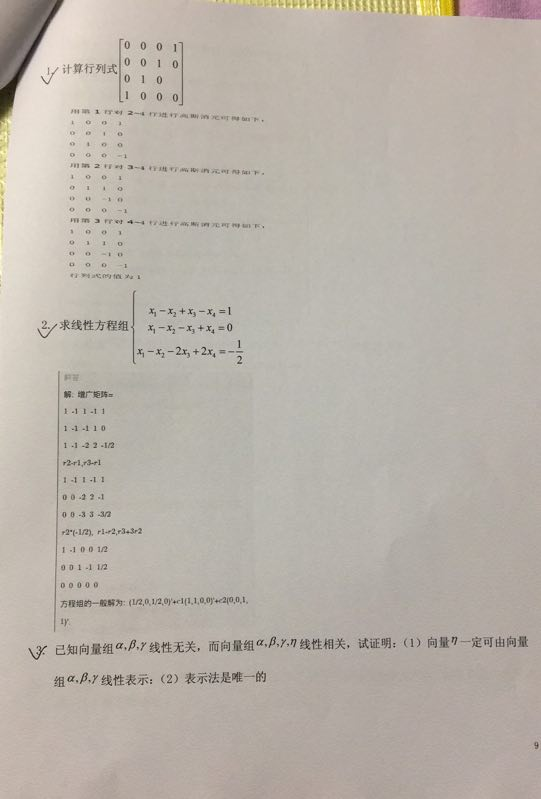 1. 计算行列式
0 0 0 1
0 0 1 0
0 1 0
1 0 0 0
用第 1 行对 2~4 行进行高斯消元可得如下,
1 0 0 1
0 0 1 0
0 1 0 0
0 0 0 -1
用第 2 行对 3~4 行进行高斯消元可得如下,
1 0 0 1
0 1 1 0
0 0 -1 0
0 0 0 -1
用第 3 行对 4~4 行进行高斯消元可得如下,
1 0 0 1
0 1 1 0
0 0 -1 0
0 0 0 -1
行列式的值为 1
2. 求线性方程组
x₁ − x₂ + x₃ − x₄ = 1
x₁ − x₂ − x₃ + x₄ = 0
x₁ − x₂ − 2x₃ + 2x₄ = −1/2
解答:
解: 增广矩阵=
1 -1 1 -1 1
1 -1 -1 1 0
1 -1 -2 2 -1/2
r2-r1,r3-r1
1 -1 1 -1 1
0 0 -2 2 -1
0 0 -3 3 -3/2
r2*(-1/2), r1-r2,r3+3r2
1 -1 0 0 1/2
0 0 1 -1 1/2
0 0 0 0 0
方程组的一般解为: (1/2,0,1/2,0)'+c1(1,1,0,0)'+c2(0,0,1,
1)'.
3. 已知向量组 α,β,γ 线性无关，而向量组 α,β,γ,η 线性相关，试证明：（1）向量 η 一定可由向量
组 α,β,γ 线性表示；（2）表示法是唯一的
9